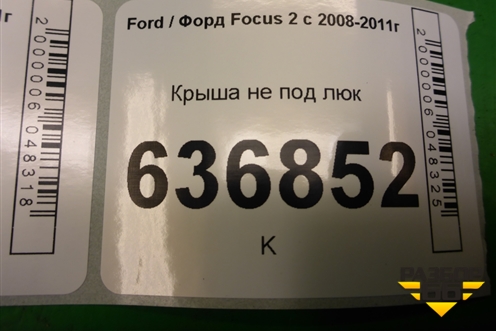 г
2000006048318
Ford / Форд Focus 2 с 2008-2011г
Крыша не под люк
636852
К
2000006048325